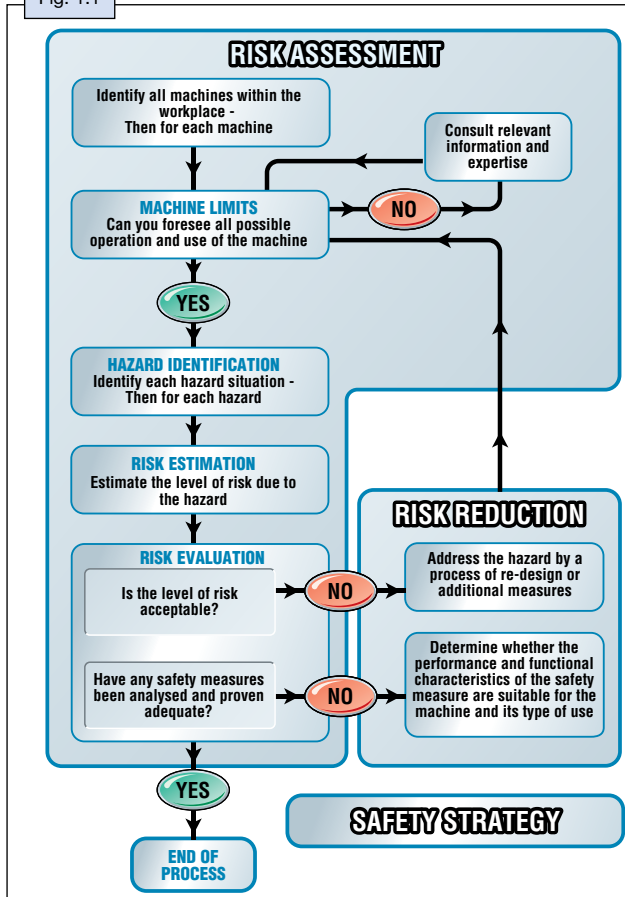 Fig. 1.1
RISK ASSESSMENT
Identify all machines within the
workplace -
Then for each machine
Consult relevant
information and
expertise
MACHINE LIMITS
Can you foresee all possible
operation and use of the machine
NO
YES
HAZARD IDENTIFICATION
Identify each hazard situation -
Then for each hazard
RISK ESTIMATION
Estimate the level of risk due to
the hazard
RISK REDUCTION
RISK EVALUATION
Is the level of risk
acceptable?
NO
Address the hazard by a
process of re-design or
additional measures
Have any safety measures
been analysed and proven
adequate?
NO
Determine whether the
performance and functional
characteristics of the safety
measure are suitable for the
machine and its type of use
YES
SAFETY STRATEGY
END OF
PROCESS